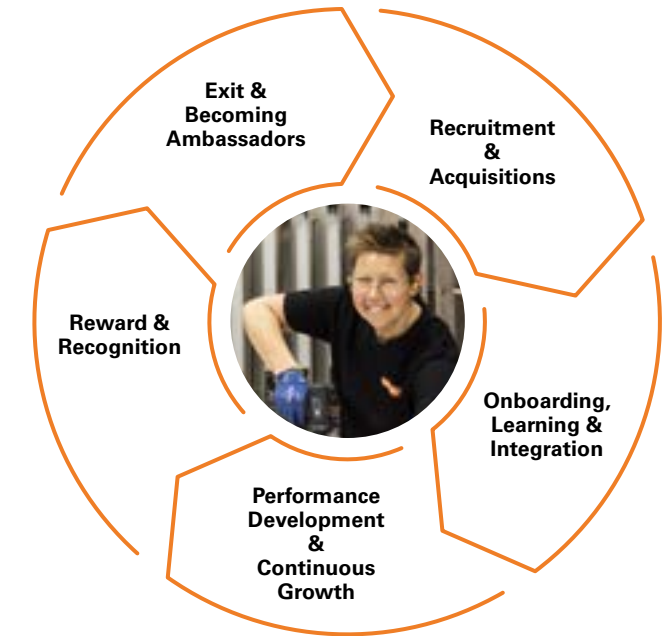 Exit &
Becoming
Ambassadors
Recruitment
&
Acquisitions
Onboarding,
Learning &
Integration
Performance
Development
&
Continuous
Growth
Reward &
Recognition